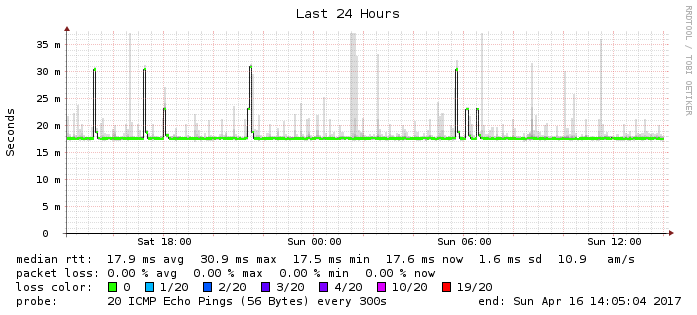 Last 24 Hours
RRDTOOL / TOBI OETIKER
Seconds
35 m
30 m
25 m
20 m
15 m
10 m
5 m
0
Sat 18:00 Sun 00:00 Sun 06:00 Sun 12:00
median rtt: 17.9 ms avg 30.9 ms max 17.5 ms min 17.6 ms now 1.6 ms sd 10.9 am/s
packet loss: 0.00 % avg 0.00 % max 0.00 % min 0.00 % now
loss color: 0 1/20 2/20 3/20 4/20 10/20 19/20
probe: 20 ICMP Echo Pings (56 Bytes) every 300s end: Sun Apr 16 14:05:04 2017